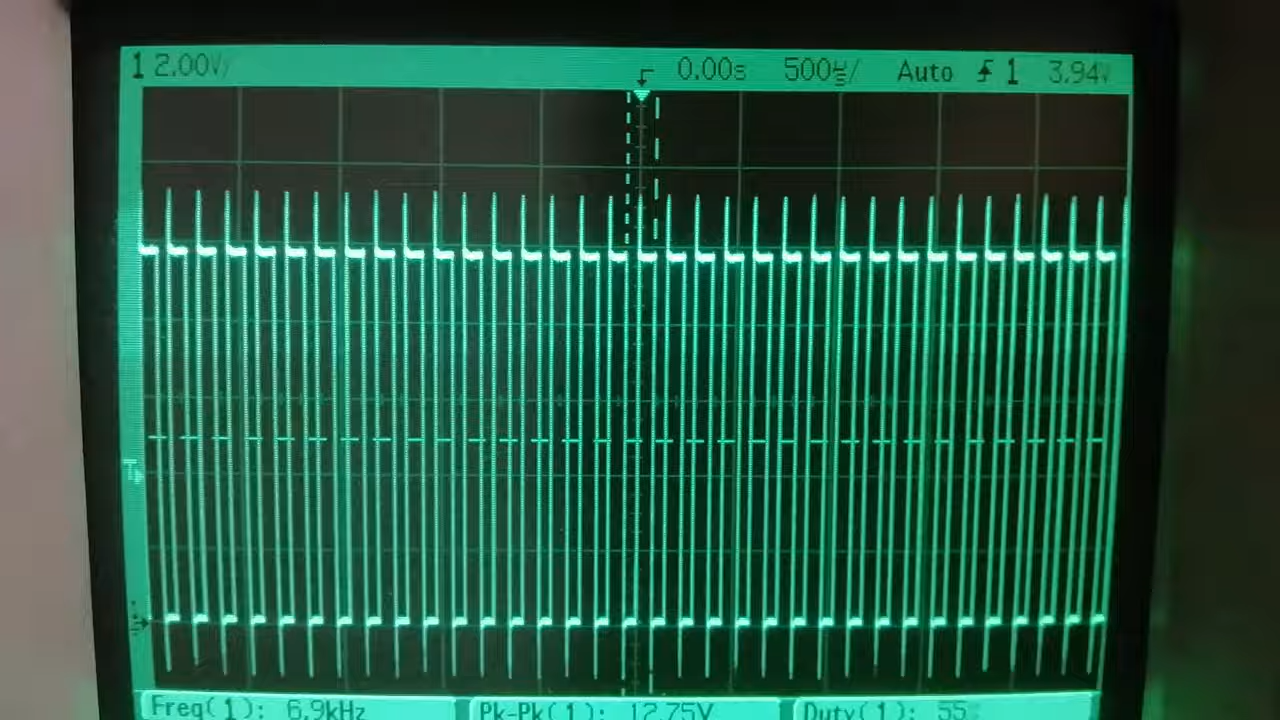 1 2.00V/ 0.00s 500us/ Auto 1 3.94V
Freq(1): 6.9kHz Pk-Pk(1): 12.75V Duty(1): 55